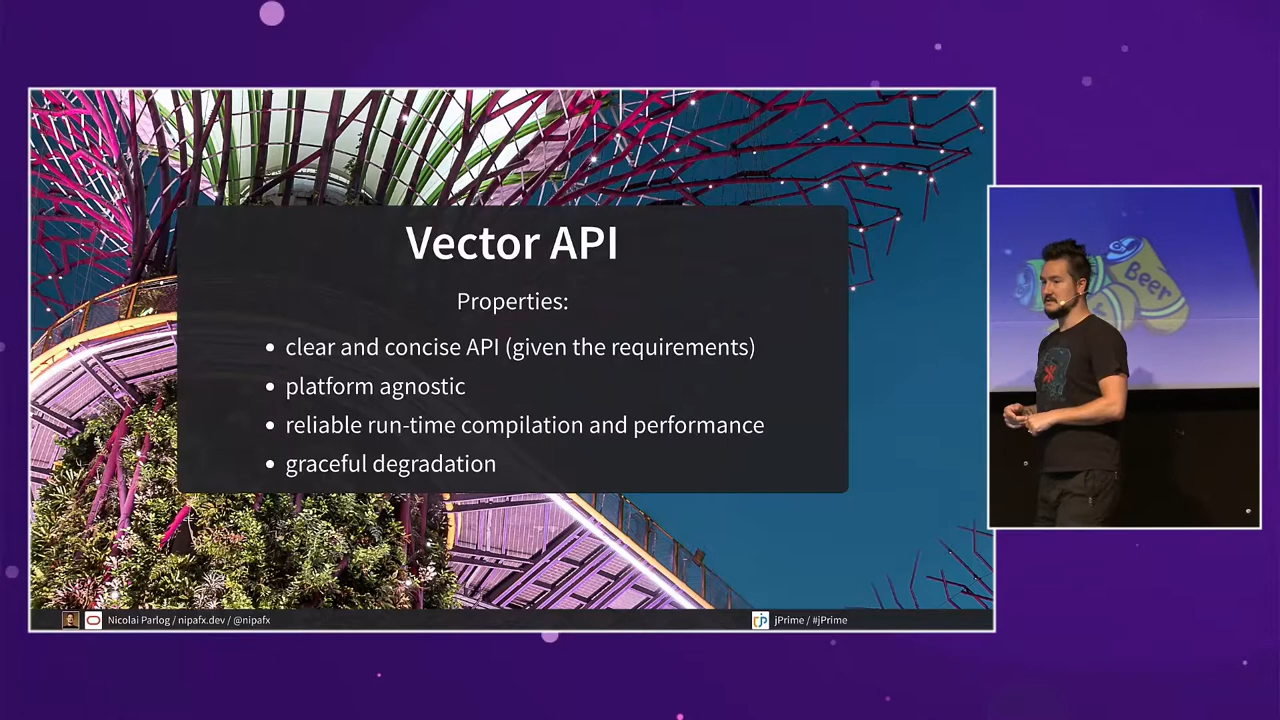 Vector API
Properties:
• clear and concise API (given the requirements)
• platform agnostic
• reliable run-time compilation and performance
• graceful degradation
Nicolai Parlog / nipafx.dev / @nipafx
jPrime / #jPrime
Beer